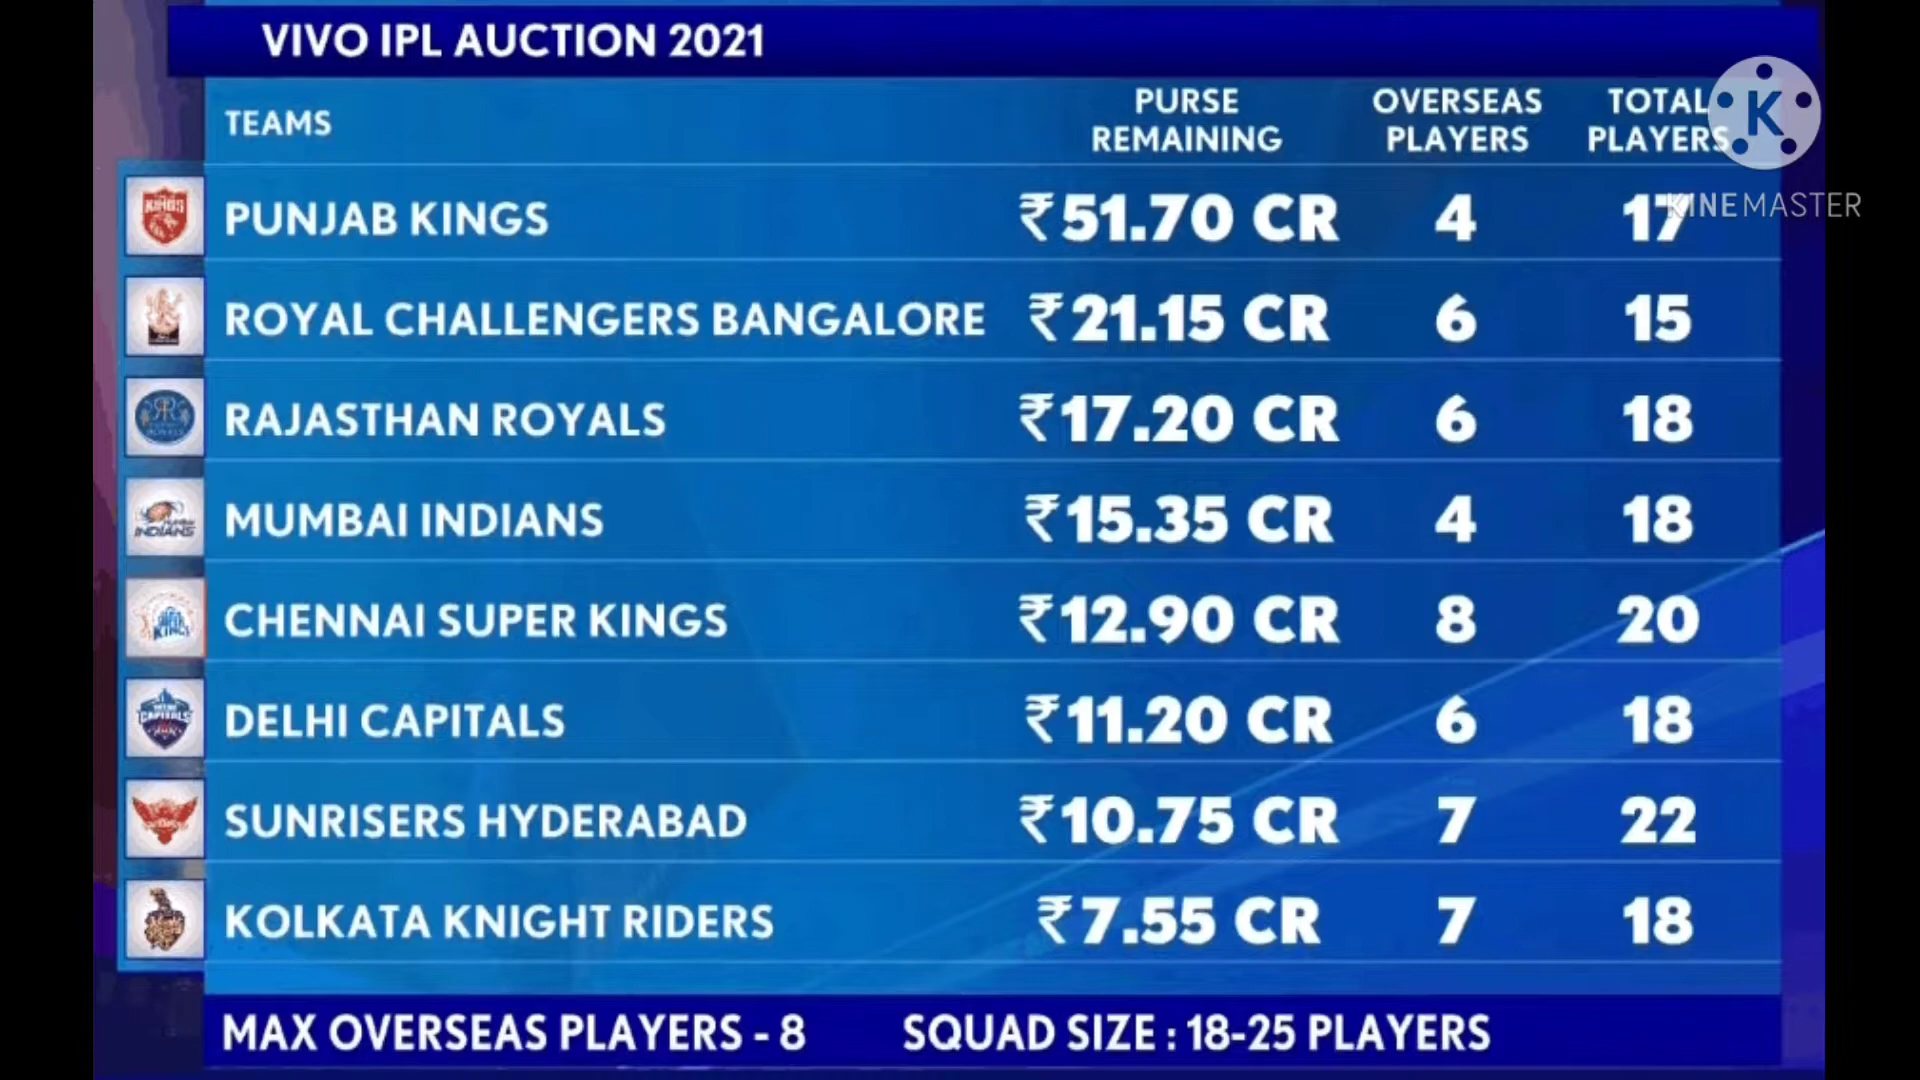 VIVO IPL AUCTION 2021
TEAMS PURSE REMAINING OVERSEAS PLAYERS TOTAL PLAYERS
PUNJAB KINGS ₹51.70 CR 4 17
ROYAL CHALLENGERS BANGALORE ₹21.15 CR 6 15
RAJASTHAN ROYALS ₹17.20 CR 6 18
MUMBAI INDIANS ₹15.35 CR 4 18
CHENNAI SUPER KINGS ₹12.90 CR 8 20
DELHI CAPITALS ₹11.20 CR 6 18
SUNRISERS HYDERABAD ₹10.75 CR 7 22
KOLKATA KNIGHT RIDERS ₹7.55 CR 7 18
MAX OVERSEAS PLAYERS - 8 SQUAD SIZE : 18-25 PLAYERS
K
KINEMASTER
KINGS
INDIANS
KINGS
CAPITALS